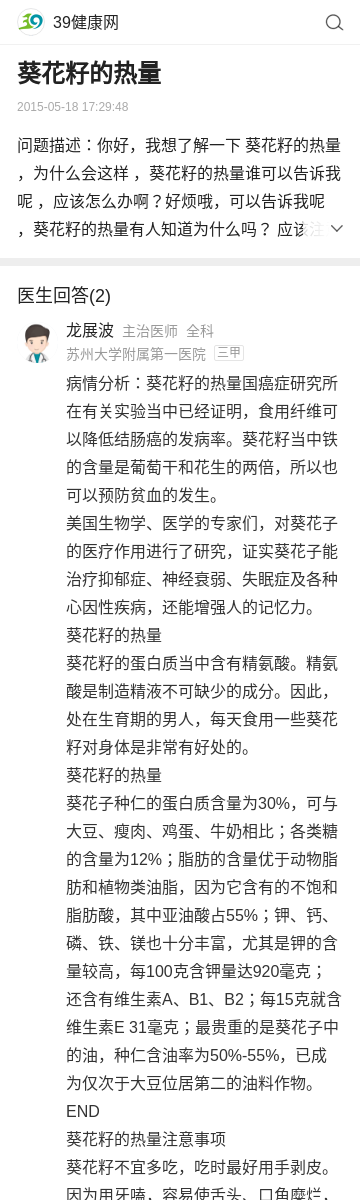 39健康网
葵花籽的热量
2015-05-18 17:29:48
问题描述：你好，我想了解一下 葵花籽的热量
，为什么会这样 ，葵花籽的热量谁可以告诉我
呢 ，应该怎么办啊？好烦哦，可以告诉我呢
，葵花籽的热量有人知道为什么吗？ 应该注
医生回答(2)
龙展波 主治医师 全科
苏州大学附属第一医院 三甲
病情分析：葵花籽的热量国癌症研究所
在有关实验当中已经证明，食用纤维可
以降低结肠癌的发病率。葵花籽当中铁
的含量是葡萄干和花生的两倍，所以也
可以预防贫血的发生。
美国生物学、医学的专家们，对葵花子
的医疗作用进行了研究，证实葵花子能
治疗抑郁症、神经衰弱、失眠症及各种
心因性疾病，还能增强人的记忆力。
葵花籽的热量
葵花籽的蛋白质当中含有精氨酸。精氨
酸是制造精液不可缺少的成分。因此，
处在生育期的男人，每天食用一些葵花
籽对身体是非常有好处的。
葵花籽的热量
葵花子种仁的蛋白质含量为30%，可与
大豆、瘦肉、鸡蛋、牛奶相比；各类糖
的含量为12%；脂肪的含量优于动物脂
肪和植物类油脂，因为它含有的不饱和
脂肪酸，其中亚油酸占55%；钾、钙、
磷、铁、镁也十分丰富，尤其是钾的含
量较高，每100克含钾量达920毫克；
还含有维生素A、B1、B2；每15克就含
维生素E 31毫克；最贵重的是葵花子中
的油，种仁含油率为50%-55%，已成
为仅次于大豆位居第二的油料作物。
END
葵花籽的热量注意事项
葵花籽不宜多吃，吃时最好用手剥皮。
因为用牙嗑，容易使舌头、口角糜烂，